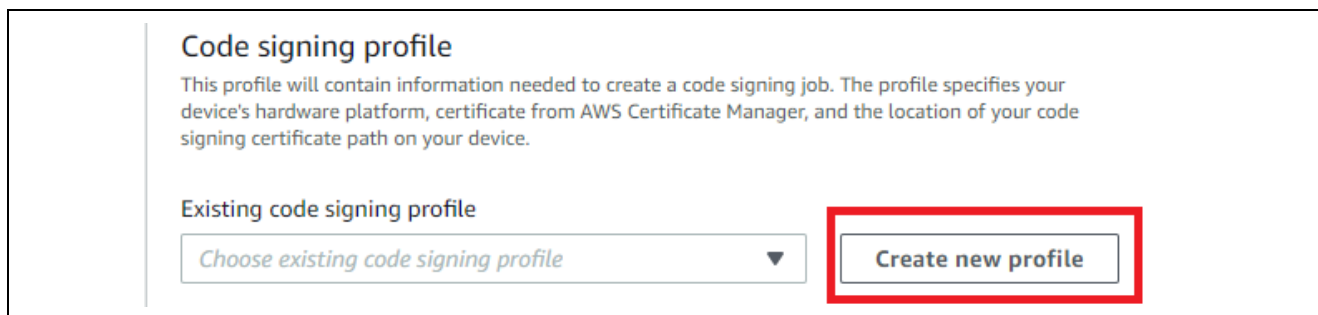 Code signing profile
This profile will contain information needed to create a code signing job. The profile specifies your
device's hardware platform, certificate from AWS Certificate Manager, and the location of your code
signing certificate path on your device.
Existing code signing profile
Choose existing code signing profile
Create new profile